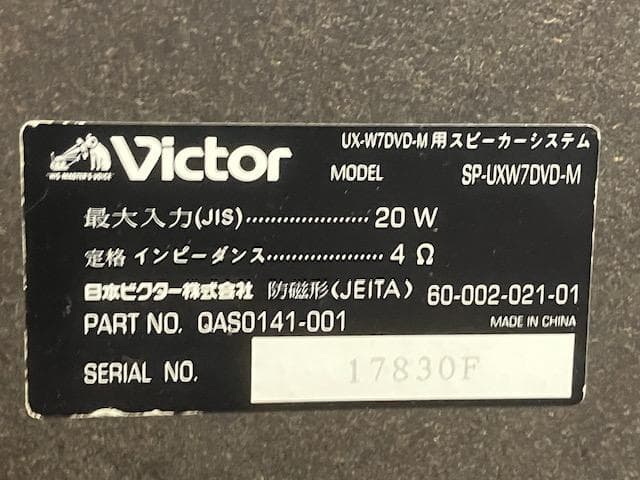 UX-W7DVD-M用スピーカーシステム
HIS MASTER'S VOICE
Victor MODEL SP-UXW7DVD-M
最大入力(JIS)................... 20 W
定格 インピーダンス.................. 4 Ω
日本ビクター株式会社 防磁形(JEITA) 60-002-021-01
PART NO. QAS0141-001 MADE IN CHINA
SERIAL NO. 17830F